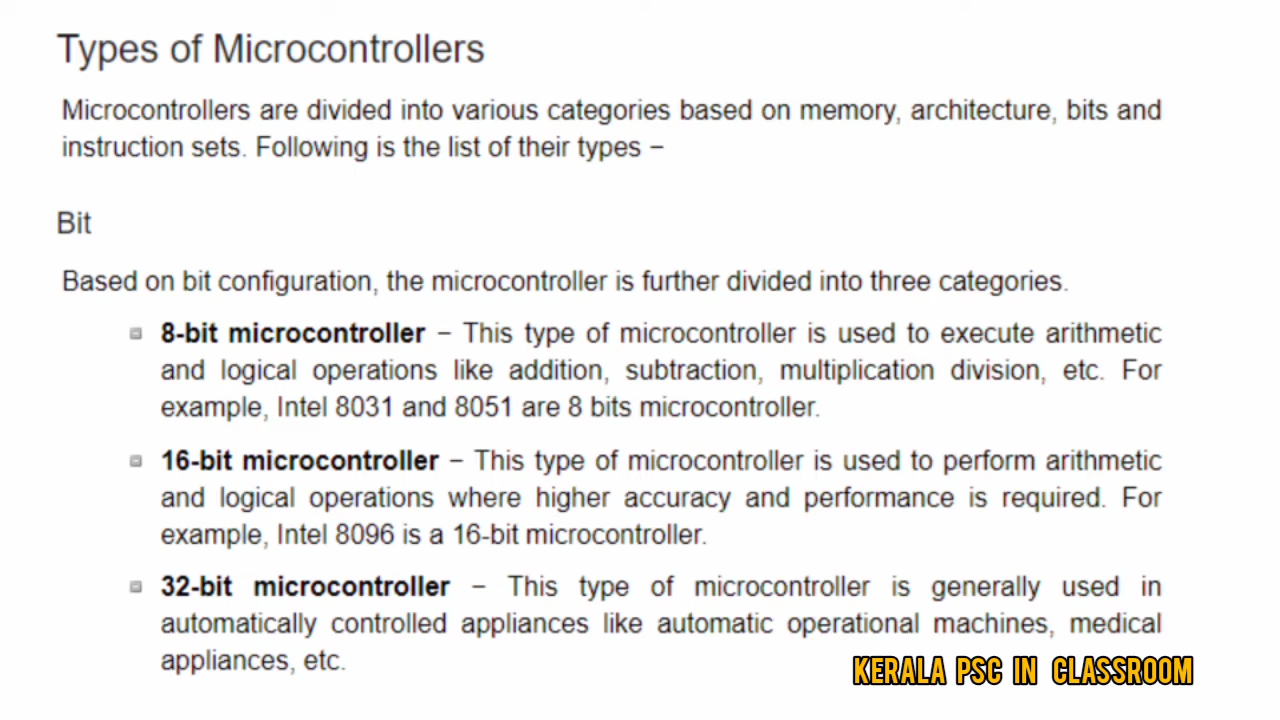 Types of Microcontrollers
Microcontrollers are divided into various categories based on memory, architecture, bits and
instruction sets. Following is the list of their types −
Bit
Based on bit configuration, the microcontroller is further divided into three categories.
8-bit microcontroller − This type of microcontroller is used to execute arithmetic
and logical operations like addition, subtraction, multiplication division, etc. For
example, Intel 8031 and 8051 are 8 bits microcontroller.
16-bit microcontroller − This type of microcontroller is used to perform arithmetic
and logical operations where higher accuracy and performance is required. For
example, Intel 8096 is a 16-bit microcontroller.
32-bit microcontroller − This type of microcontroller is generally used in
automatically controlled appliances like automatic operational machines, medical
appliances, etc.
KERALA PSC IN CLASSROOM